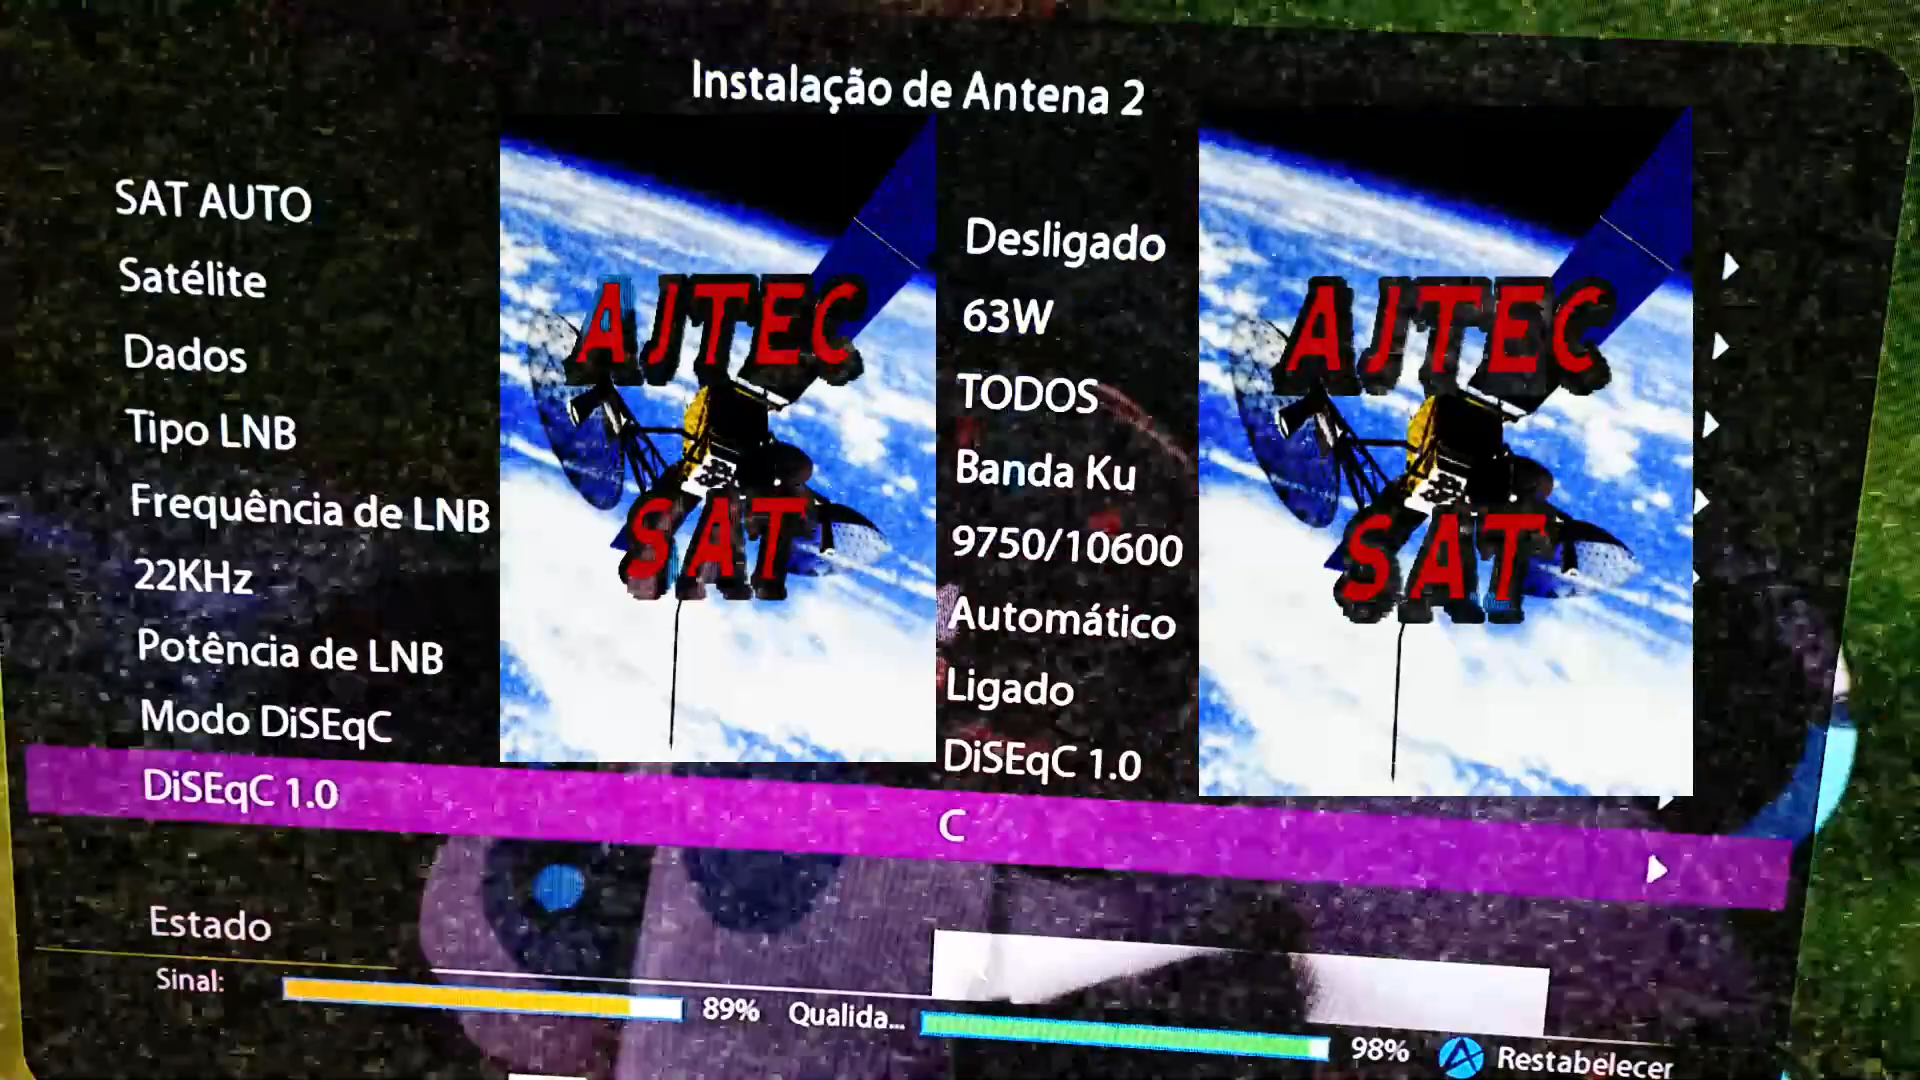 Instalação de Antena 2
SAT AUTO Desligado
Satélite 63W
Dados TODOS
Tipo LNB Banda Ku
Frequência de LNB 9750/10600
22KHz Automático
Potência de LNB Ligado
Modo DiSEqC DiSEqC 1.0
DiSEqC 1.0 C
AJTEC
SAT
AJTEC
SAT
Estado
Sinal: 89% Qualida... 98% Restabelecer